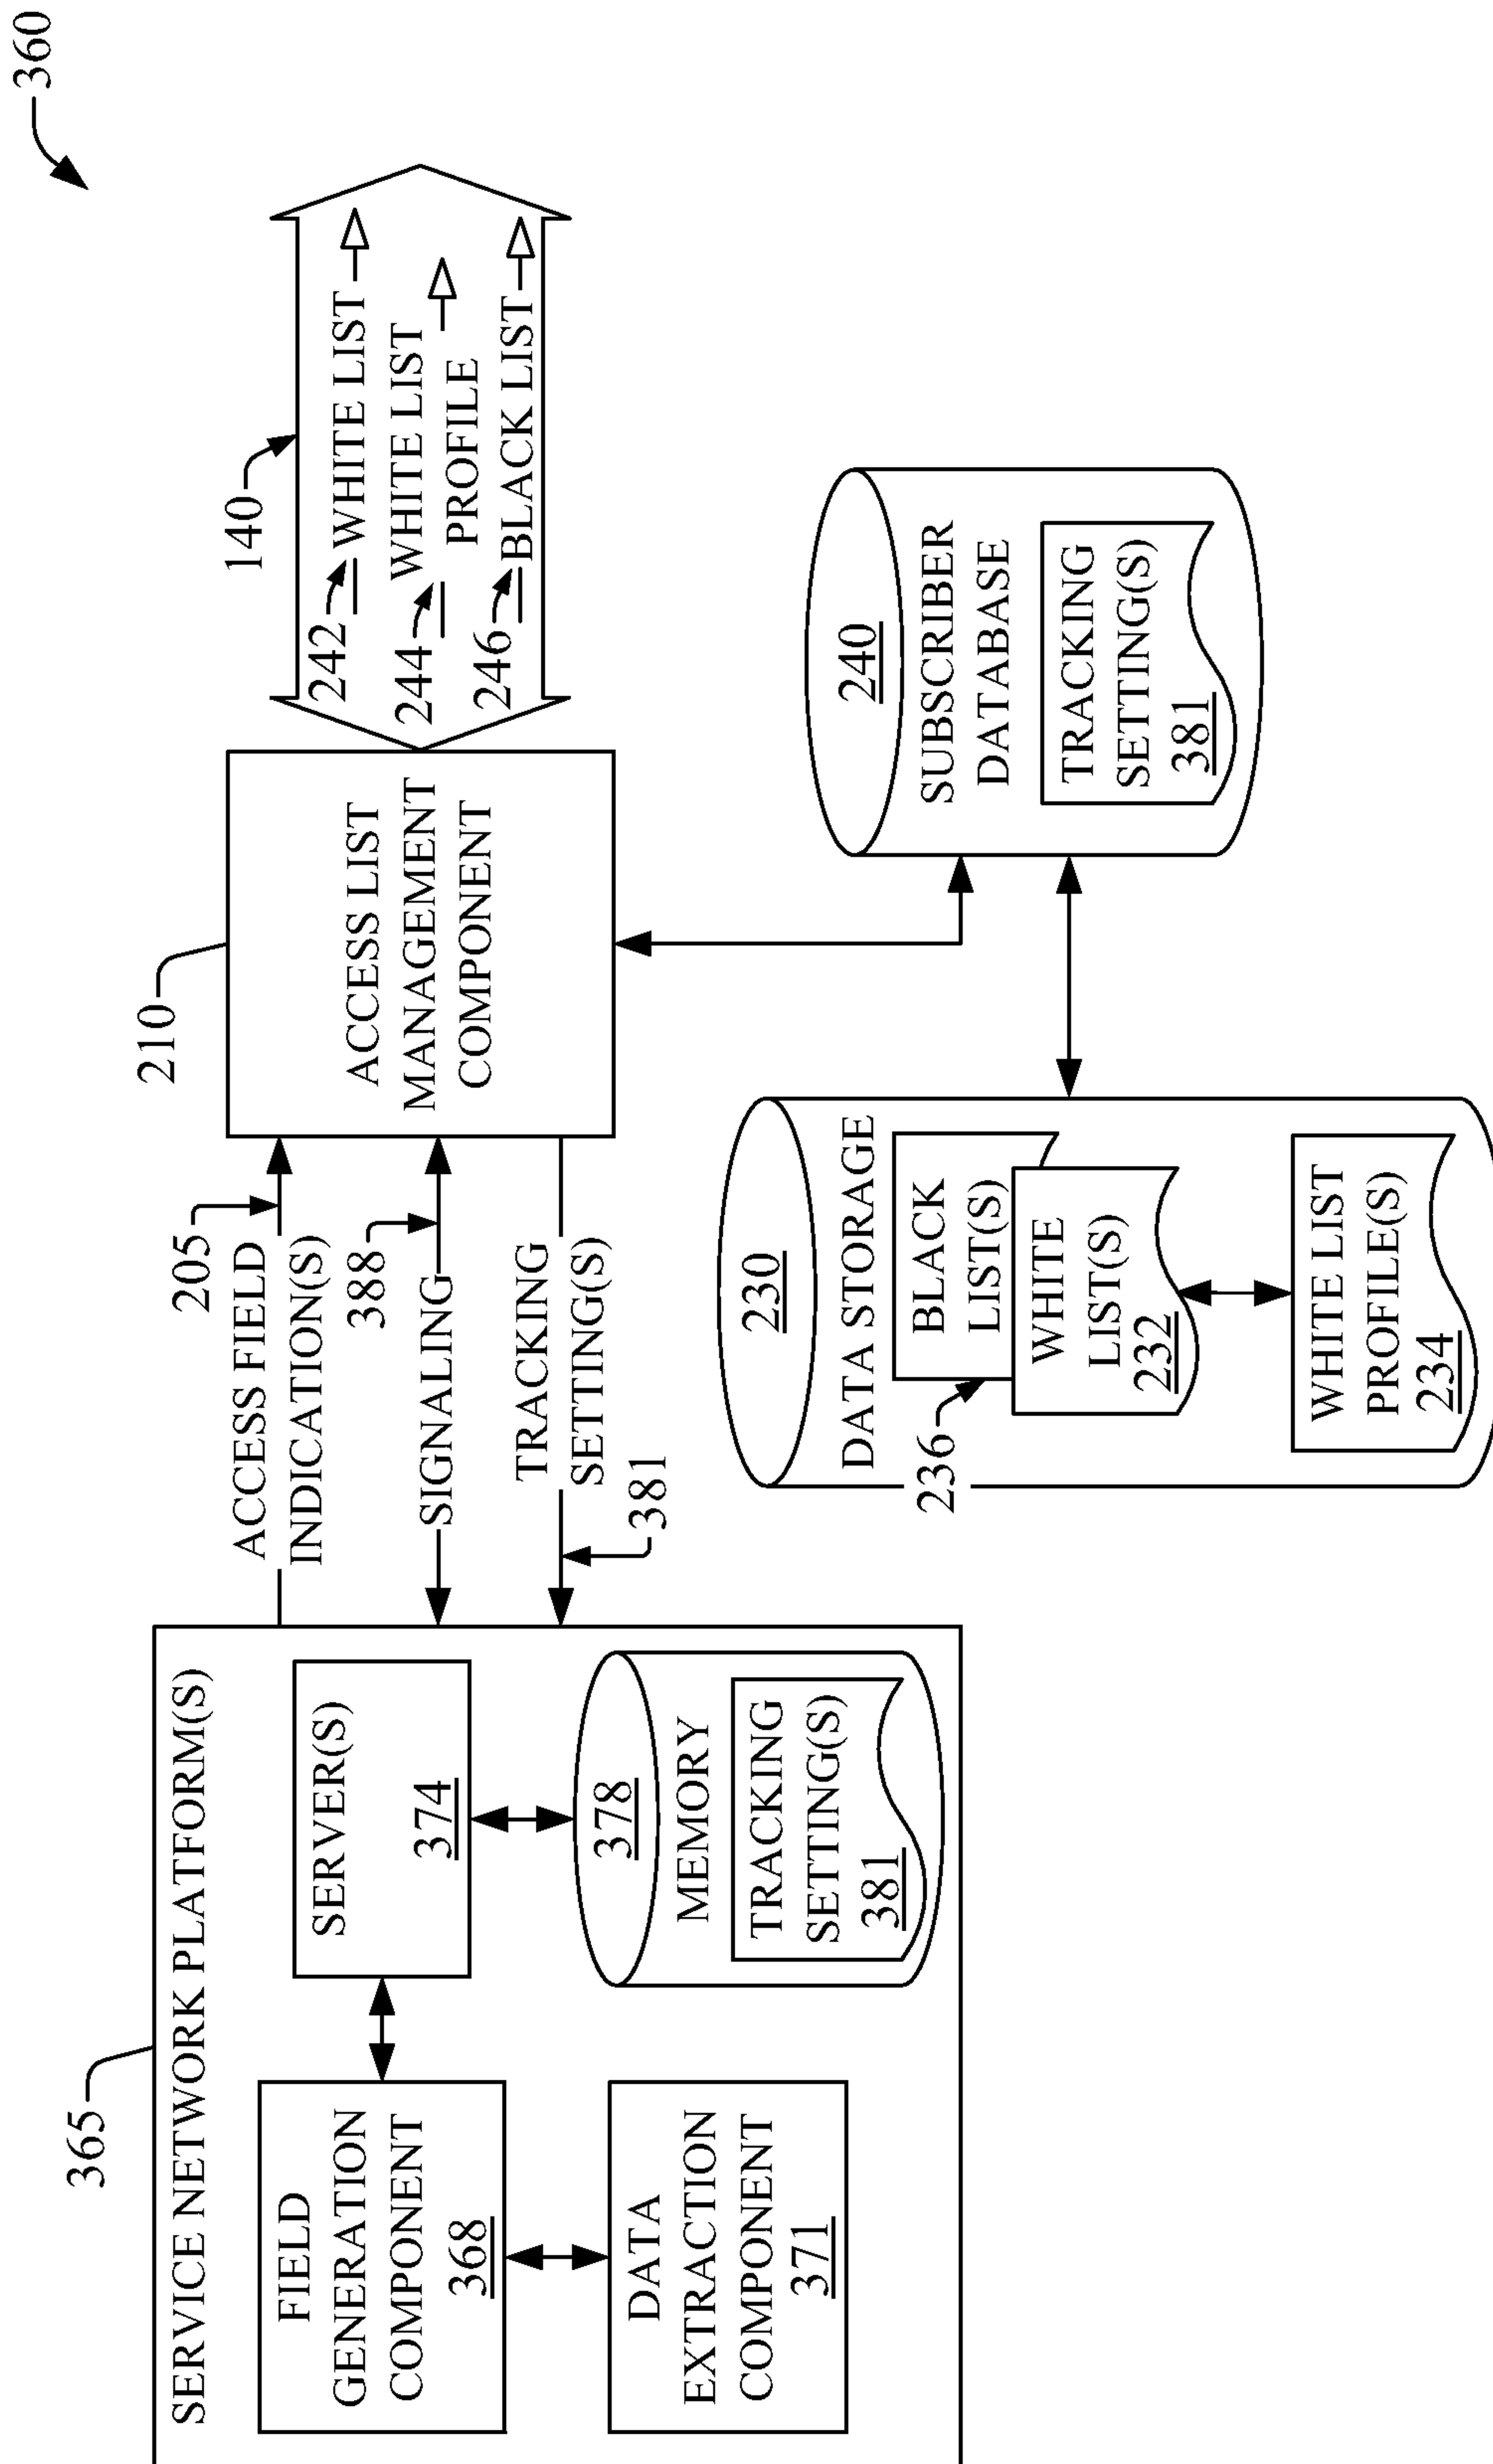 360
365
SERVICE NETWORK PLATFORM(S)
FIELD
GENERATION
COMPONENT
368
DATA
EXTRACTION
COMPONENT
371
SERVER(S)
374
378
MEMORY
TRACKING
SETTING(S)
381
ACCESS FIELD
INDICATION(S)
205
SIGNALING
388
TRACKING
SETTING(S)
381
210
ACCESS LIST
MANAGEMENT
COMPONENT
140
242
WHITE LIST
244
WHITE LIST
PROFILE
246
BLACK LIST
230
DATA STORAGE
236
BLACK
LIST(S)
WHITE
LIST(S)
232
WHITE LIST
PROFILE(S)
234
240
SUBSCRIBER
DATABASE
TRACKING
SETTING(S)
381